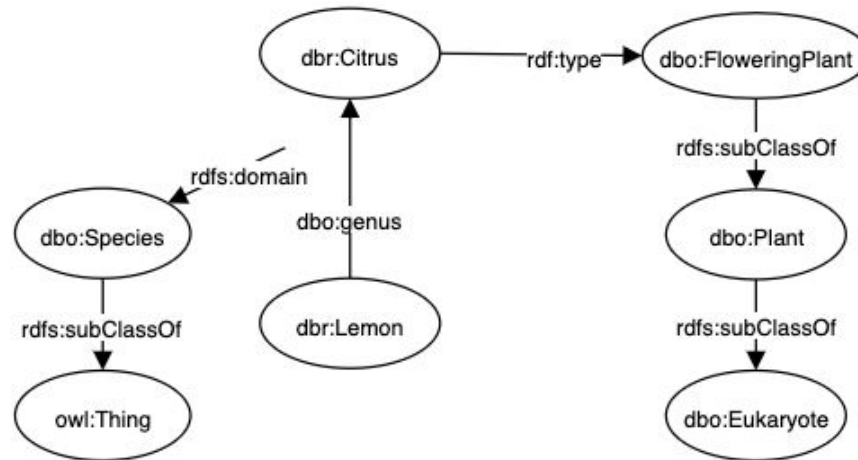 dbr:Citrus
rdf:type
dbo:FloweringPlant
rdfs:subClassOf
rdfs:domain
dbo:genus
dbo:Species
dbo:Plant
rdfs:subClassOf
dbr:Lemon
rdfs:subClassOf
owl:Thing
dbo:Eukaryote